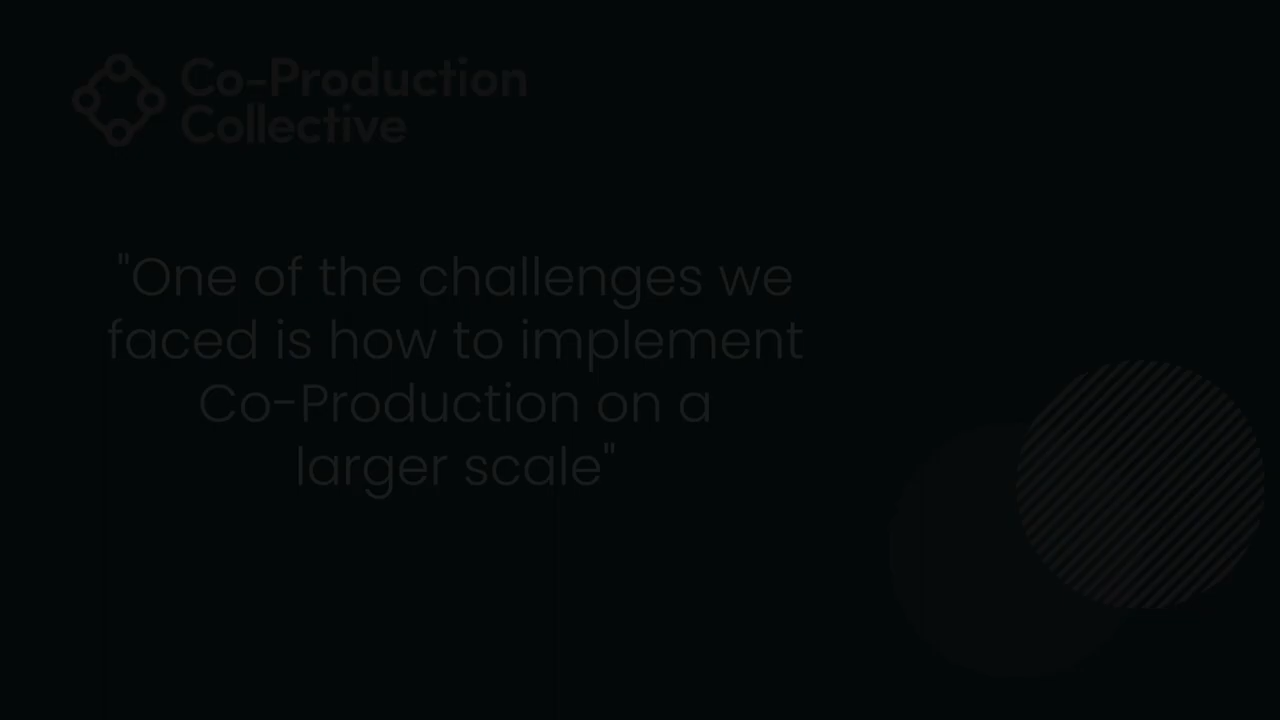 Co-Production
Collective
"One of the challenges we
faced is how to implement
Co-Production on a
larger scale"